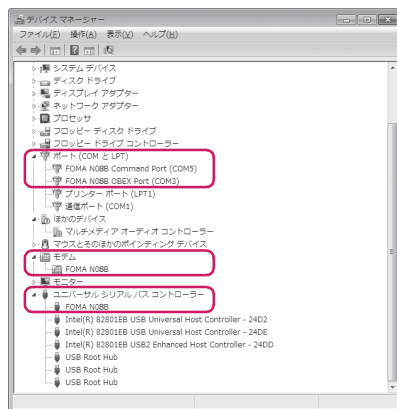 デバイス マネージャー
ファイル(F) 操作(A) 表示(V) ヘルプ(H)
システム デバイス
ディスク ドライブ
ディスプレイ アダプター
ネットワーク アダプター
プロセッサ
フロッピー ディスク ドライブ
フロッピー ドライブ コントローラー
ポート (COM と LPT)
FOMA N08B Command Port (COM5)
FOMA N08B OBEX Port (COM3)
プリンター ポート (LPT1)
通信ポート (COM1)
ほかのデバイス
マルチメディア オーディオ コントローラー
マウスとそのほかのポインティング デバイス
モデム
FOMA N08B
モニター
ユニバーサル シリアル バス コントローラー
FOMA N08B
Intel(R) 82801EB USB Universal Host Controller - 24D2
Intel(R) 82801EB USB Universal Host Controller - 24DE
Intel(R) 82801EB USB2 Enhanced Host Controller - 24DD
USB Root Hub
USB Root Hub
USB Root Hub